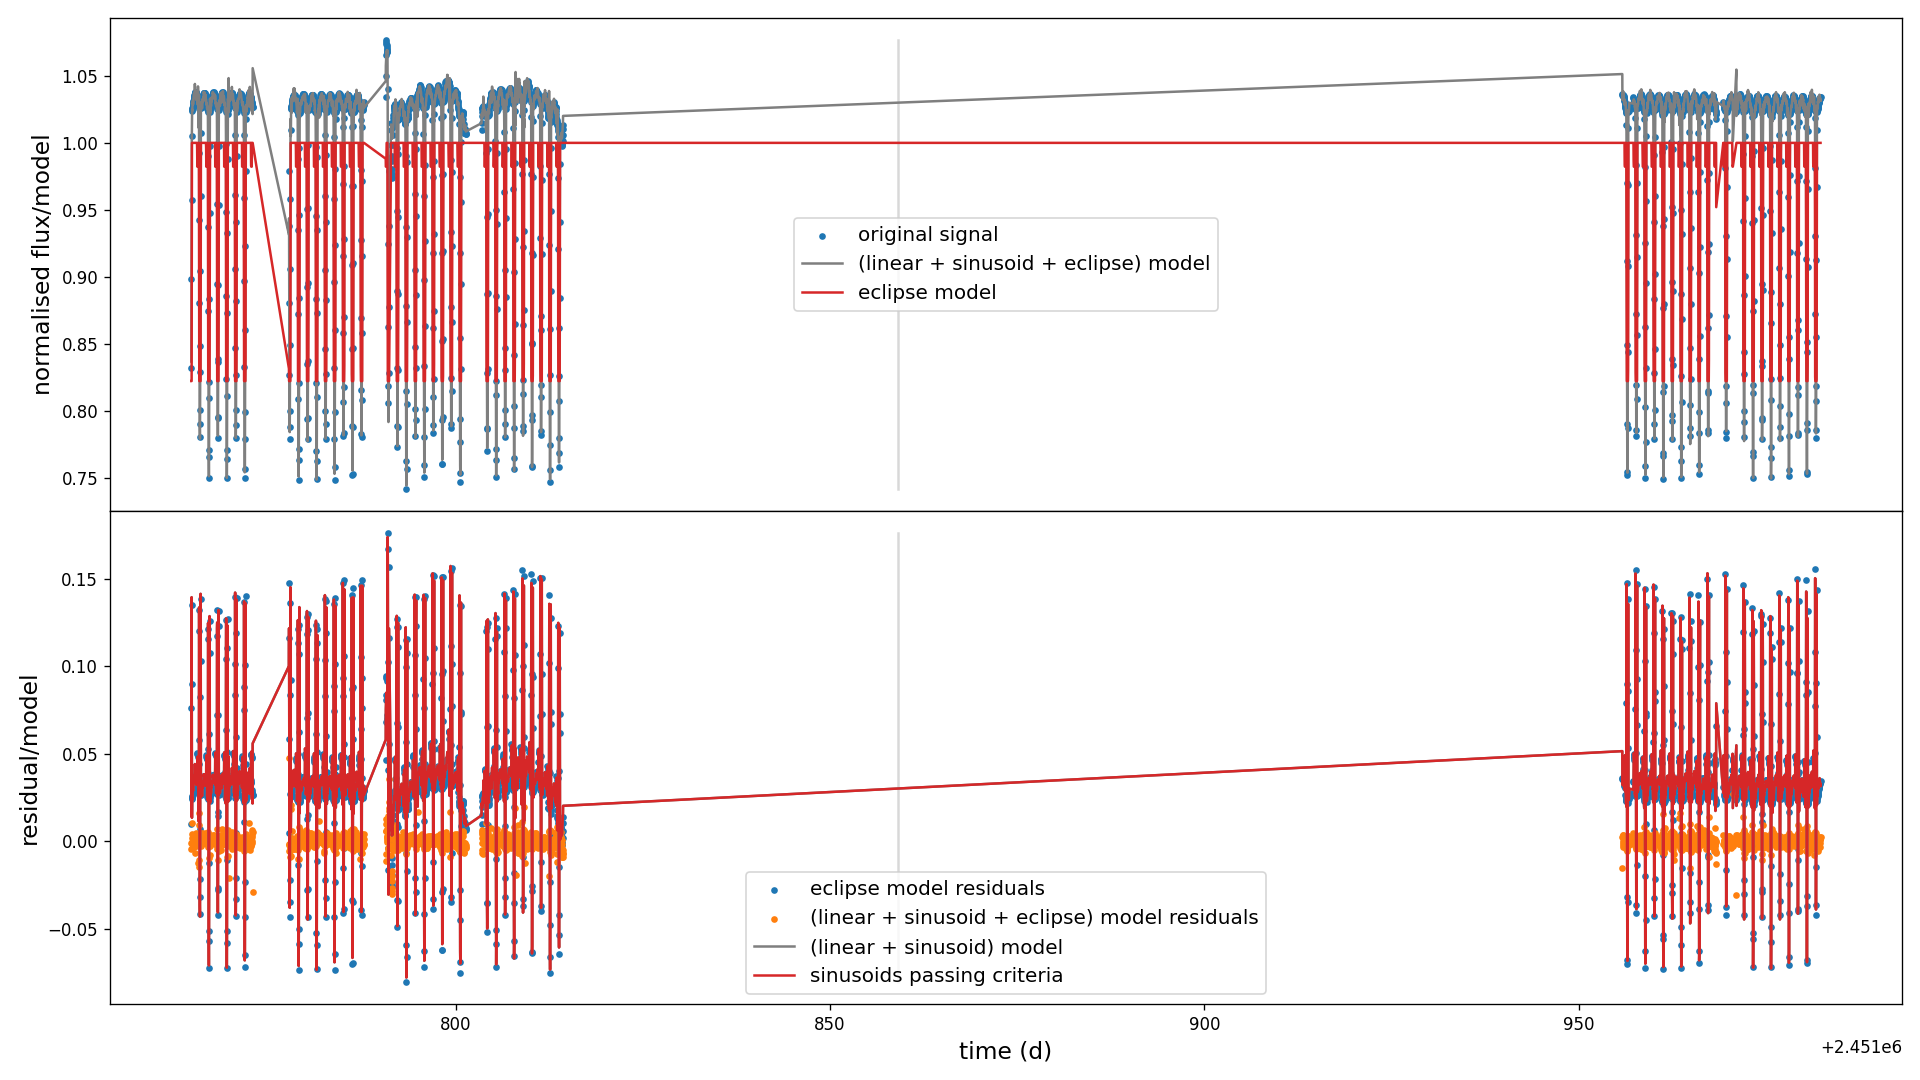 normalised flux/model
1.05
1.00
0.95
0.90
0.85
0.80
0.75
original signal
(linear + sinusoid + eclipse) model
eclipse model
residual/model
0.15
0.10
0.05
0.00
−0.05
eclipse model residuals
(linear + sinusoid + eclipse) model residuals
(linear + sinusoid) model
sinusoids passing criteria
800
850
900
950
time (d)
+2.451e6